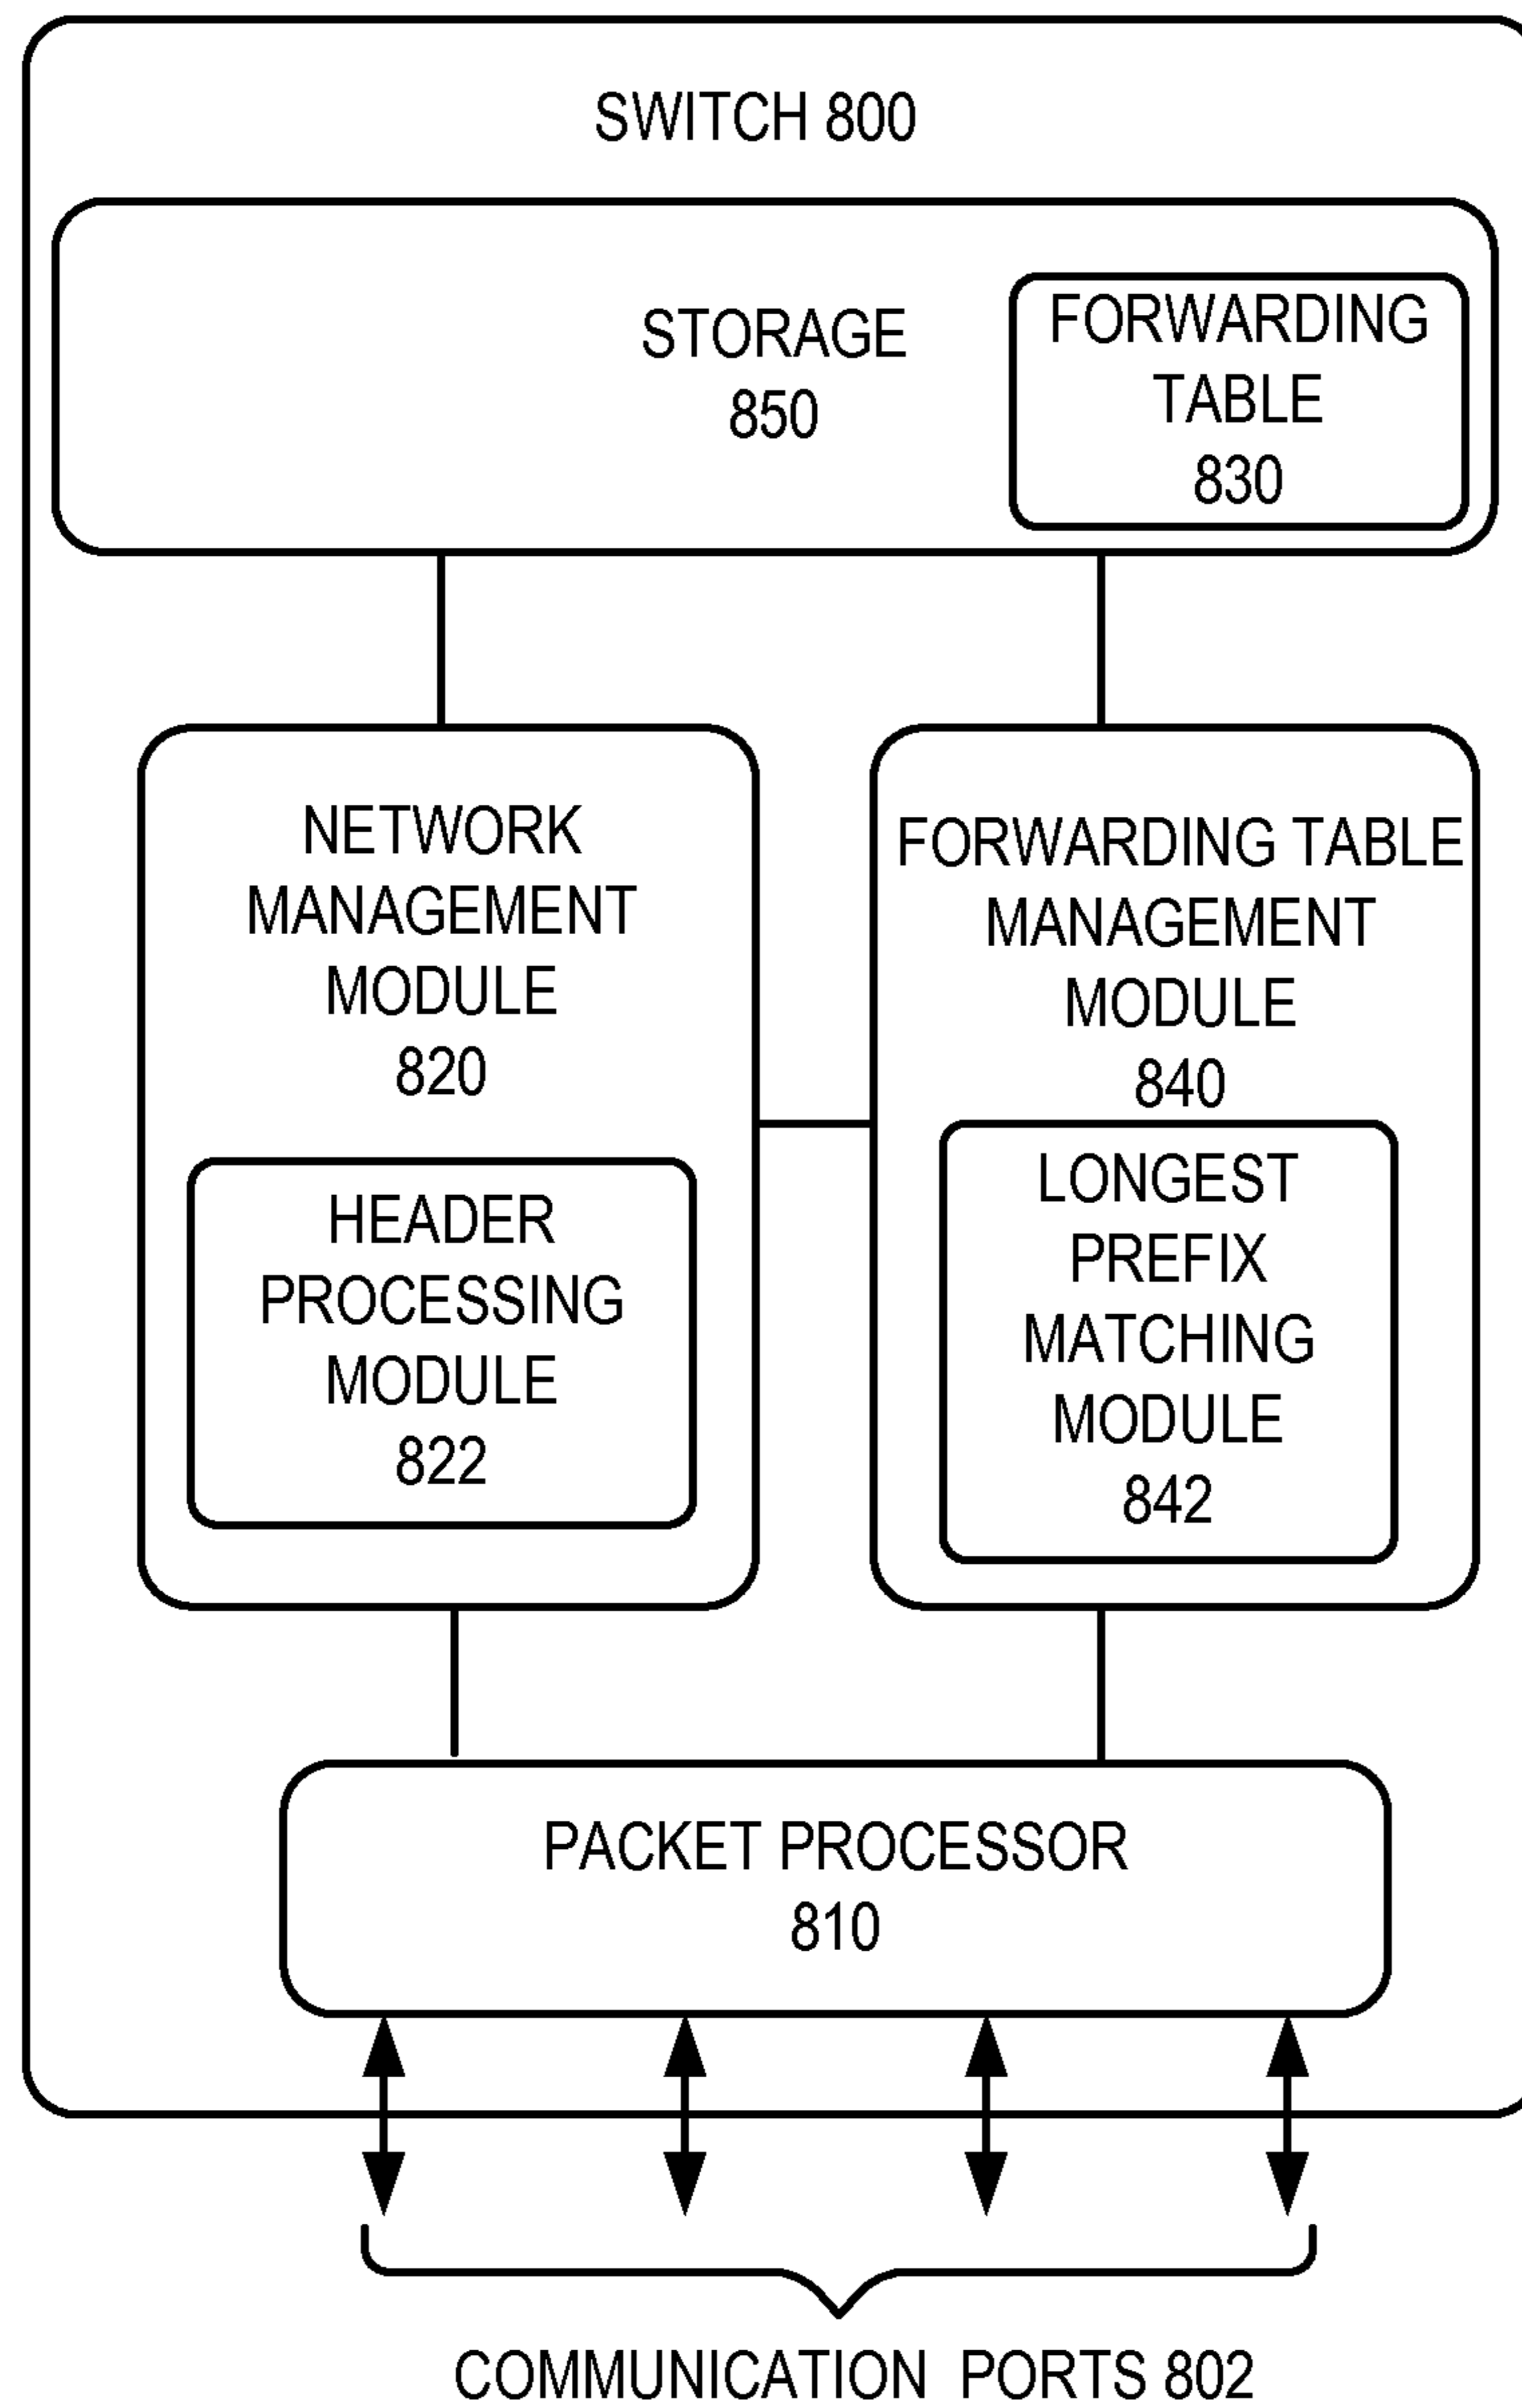 SWITCH 800
STORAGE
850
FORWARDING
TABLE
830
NETWORK
MANAGEMENT
MODULE
820
HEADER
PROCESSING
MODULE
822
FORWARDING TABLE
MANAGEMENT
MODULE
840
LONGEST
PREFIX
MATCHING
MODULE
842
PACKET PROCESSOR
810
COMMUNICATION PORTS 802